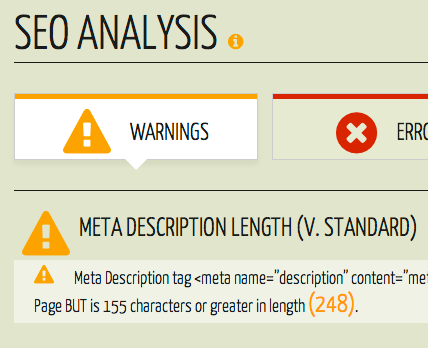 SEO ANALYSIS
WARNINGS
ERRO
META DESCRIPTION LENGTH (V. STANDARD)
Meta Description tag <meta name="description" content="met
Page BUT is 155 characters or greater in length (248).